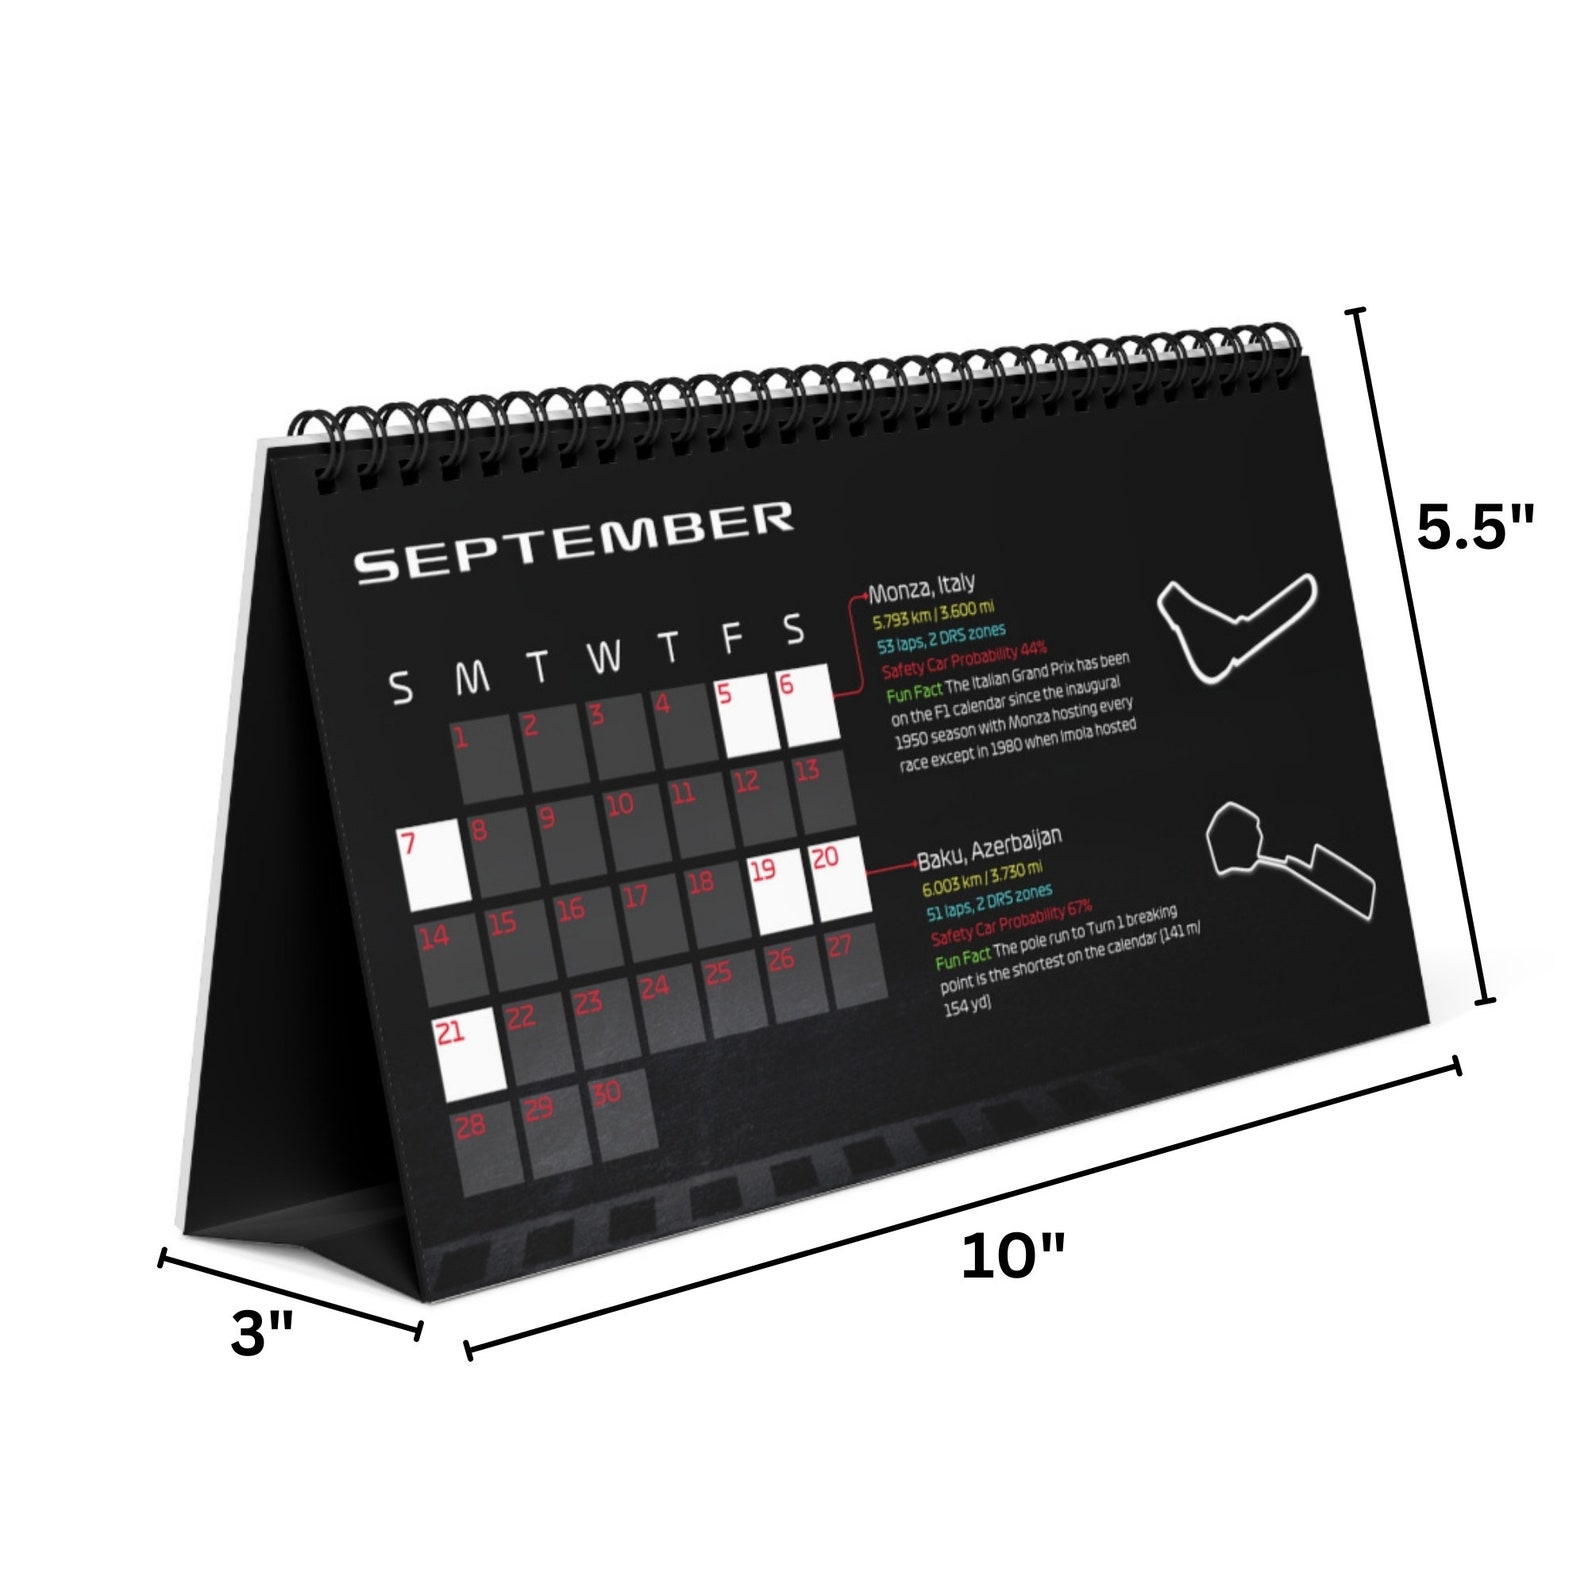 SEPTEMBER
S M T W T F S
1 2 3 4 5 6
7 8 9 10 11 12 13
14 15 16 17 18 19 20
21 22 23 24 25 26 27
28 29 30
Monza, Italy
5.793 km / 3.600 mi
53 laps, 2 DRS zones
Safety Car Probability 44%
Fun Fact The Italian Grand Prix has been
on the F1 calendar since the inaugural
1950 season with Monza hosting every
race except in 1980 when Imola hosted
Baku, Azerbaijan
6.003 km / 3.730 mi
51 laps, 2 DRS zones
Safety Car Probability 67%
Fun Fact The pole run to Turn 1 breaking
point is the shortest on the calendar (141 m/
154 yd)
5.5"
10"
3"